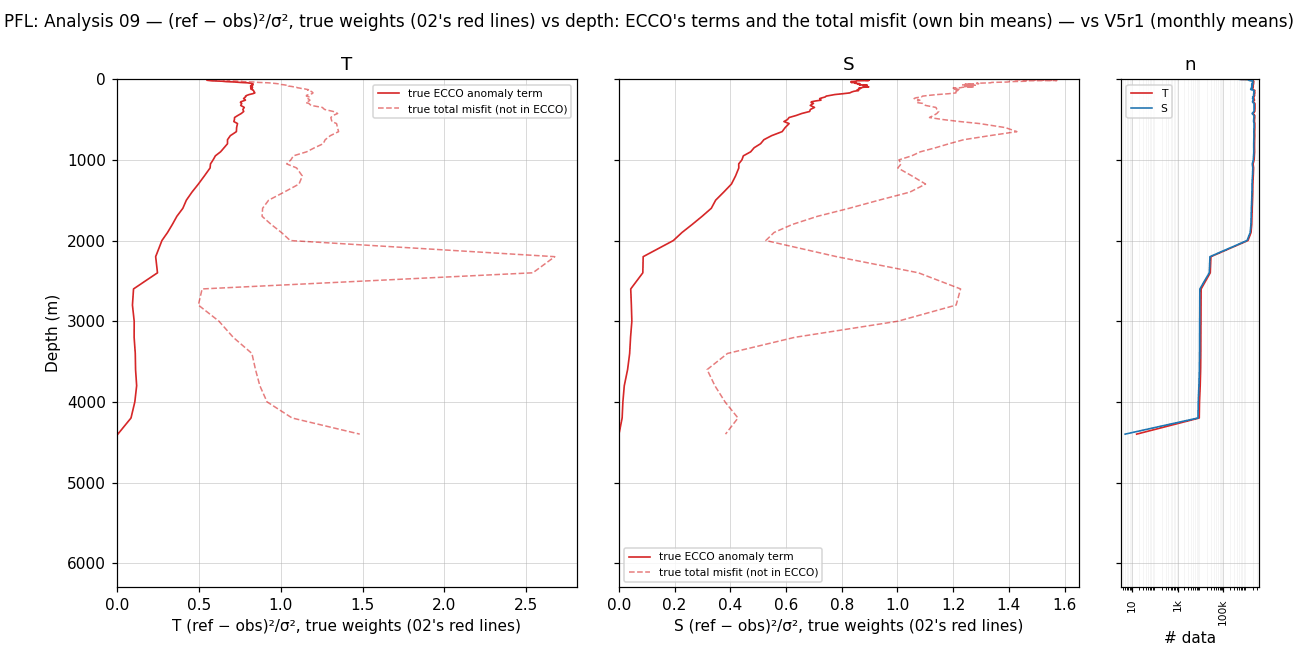 PFL: Analysis 09 — (ref − obs)²/σ², true weights (02's red lines) vs depth: ECCO's terms and the total misfit (own bin means) — vs V5r1 (monthly means)
T
S
n
true ECCO anomaly term
true total misfit (not in ECCO)
T
S
0
1000
2000
3000
4000
5000
6000
Depth (m)
true ECCO anomaly term
true total misfit (not in ECCO)
0.0 0.5 1.0 1.5 2.0 2.5
0.0 0.2 0.4 0.6 0.8 1.0 1.2 1.4 1.6
10 1k 100k
T (ref − obs)²/σ², true weights (02's red lines)
S (ref − obs)²/σ², true weights (02's red lines)
# data